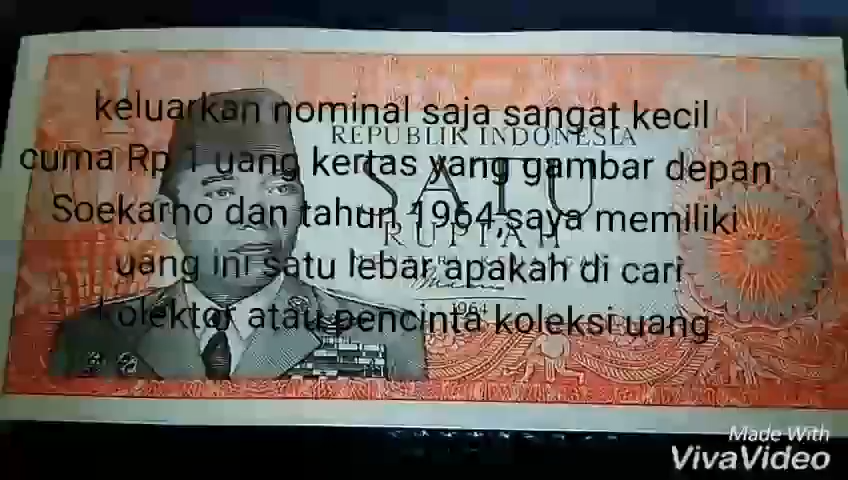 keluarkan nominal saja sangat kecil
REPUBLIK INDONESIA
cuma Rp 1 uang kertas yang gambar depan
SATU
Soekarno dan tahun 1964,saya memiliki
RUPIAH
uang ini satu lebar,apakah di cari
1964
kolektor atau pencinta koleksi uang
Made With
VivaVideo